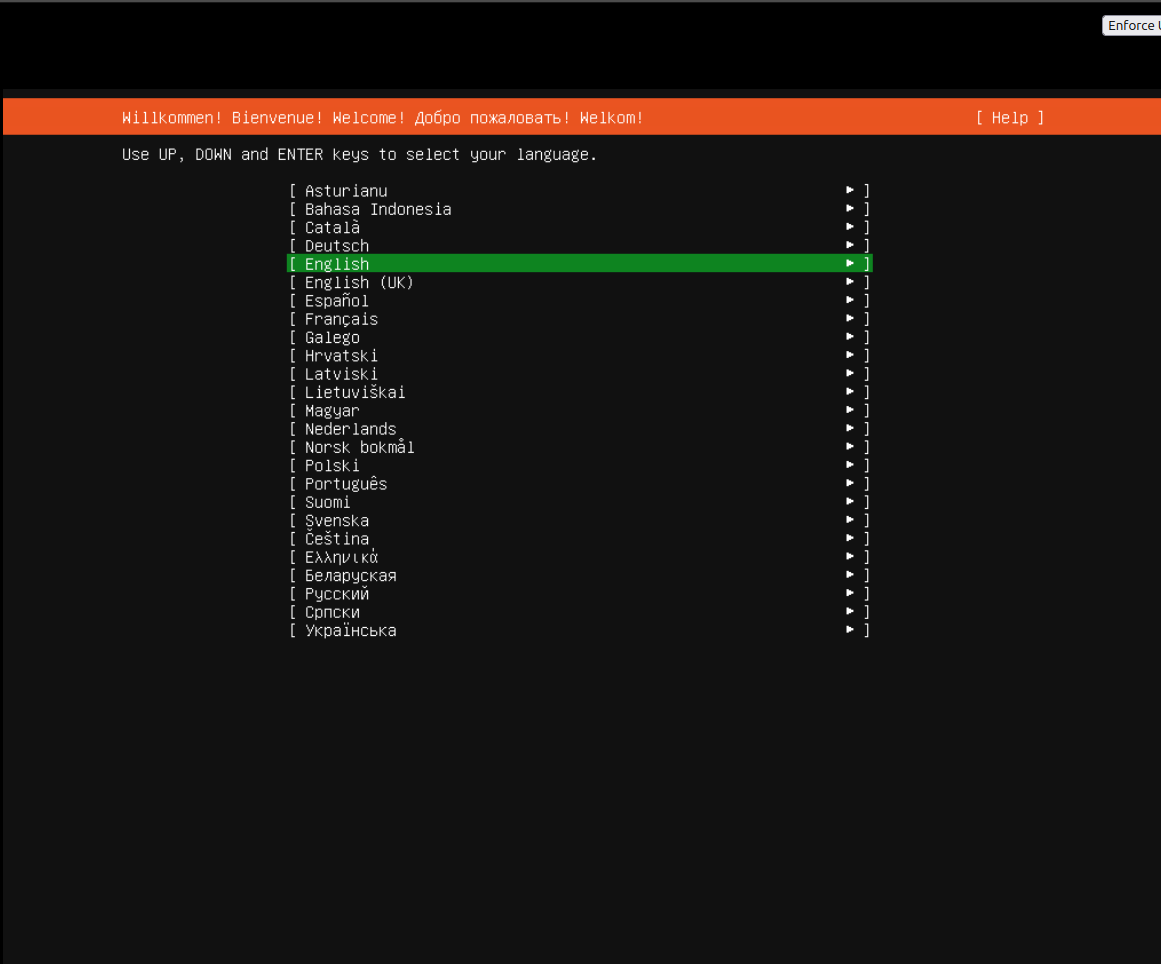 Enforce
Willkommen! Bienvenue! Welcome! Добро пожаловать! Welkom! [ Help ]
Use UP, DOWN and ENTER keys to select your language.
[ Asturianu ▸ ]
[ Bahasa Indonesia ▸ ]
[ Català ▸ ]
[ Deutsch ▸ ]
[ English ▸ ]
[ English (UK) ▸ ]
[ Español ▸ ]
[ Français ▸ ]
[ Galego ▸ ]
[ Hrvatski ▸ ]
[ Latviski ▸ ]
[ Lietuviškai ▸ ]
[ Magyar ▸ ]
[ Nederlands ▸ ]
[ Norsk bokmål ▸ ]
[ Polski ▸ ]
[ Português ▸ ]
[ Suomi ▸ ]
[ Svenska ▸ ]
[ Čeština ▸ ]
[ Ελληνικά ▸ ]
[ Беларуская ▸ ]
[ Русский ▸ ]
[ Српски ▸ ]
[ Українська ▸ ]